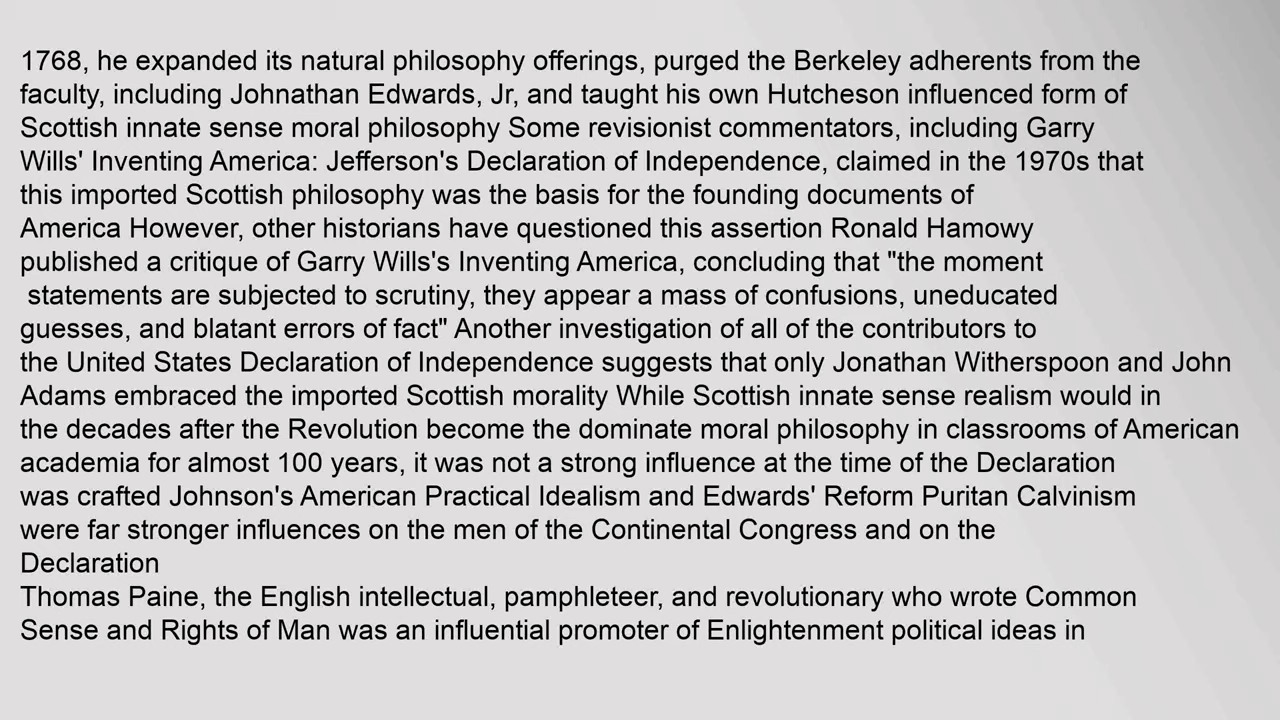 1768, he expanded its natural philosophy offerings, purged the Berkeley adherents from the
faculty, including Johnathan Edwards, Jr, and taught his own Hutcheson influenced form of
Scottish innate sense moral philosophy Some revisionist commentators, including Garry
Wills' Inventing America: Jefferson's Declaration of Independence, claimed in the 1970s that
this imported Scottish philosophy was the basis for the founding documents of
America However, other historians have questioned this assertion Ronald Hamowy
published a critique of Garry Wills's Inventing America, concluding that "the moment
statements are subjected to scrutiny, they appear a mass of confusions, uneducated
guesses, and blatant errors of fact" Another investigation of all of the contributors to
the United States Declaration of Independence suggests that only Jonathan Witherspoon and John
Adams embraced the imported Scottish morality While Scottish innate sense realism would in
the decades after the Revolution become the dominate moral philosophy in classrooms of American
academia for almost 100 years, it was not a strong influence at the time of the Declaration
was crafted Johnson's American Practical Idealism and Edwards' Reform Puritan Calvinism
were far stronger influences on the men of the Continental Congress and on the
Declaration
Thomas Paine, the English intellectual, pamphleteer, and revolutionary who wrote Common
Sense and Rights of Man was an influential promoter of Enlightenment political ideas in